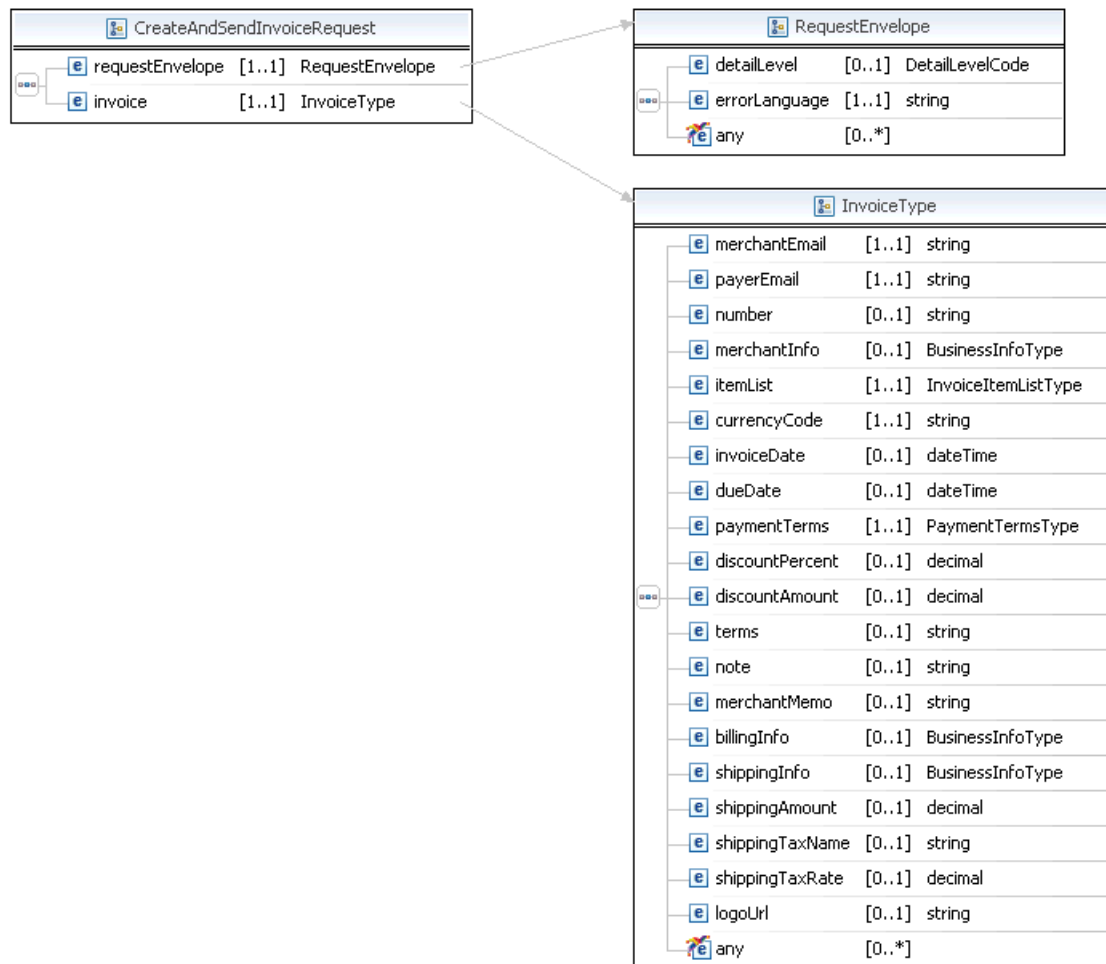 CreateAndSendInvoiceRequest
requestEnvelope [1..1] RequestEnvelope
invoice [1..1] InvoiceType
RequestEnvelope
detailLevel [0..1] DetailLevelCode
errorLanguage [1..1] string
any [0..*]
InvoiceType
merchantEmail [1..1] string
payerEmail [1..1] string
number [0..1] string
merchantInfo [0..1] BusinessInfoType
itemList [1..1] InvoiceItemListType
currencyCode [1..1] string
invoiceDate [0..1] dateTime
dueDate [0..1] dateTime
paymentTerms [1..1] PaymentTermsType
discountPercent [0..1] decimal
discountAmount [0..1] decimal
terms [0..1] string
note [0..1] string
merchantMemo [0..1] string
billingInfo [0..1] BusinessInfoType
shippingInfo [0..1] BusinessInfoType
shippingAmount [0..1] decimal
shippingTaxName [0..1] string
shippingTaxRate [0..1] decimal
logoUrl [0..1] string
any [0..*]